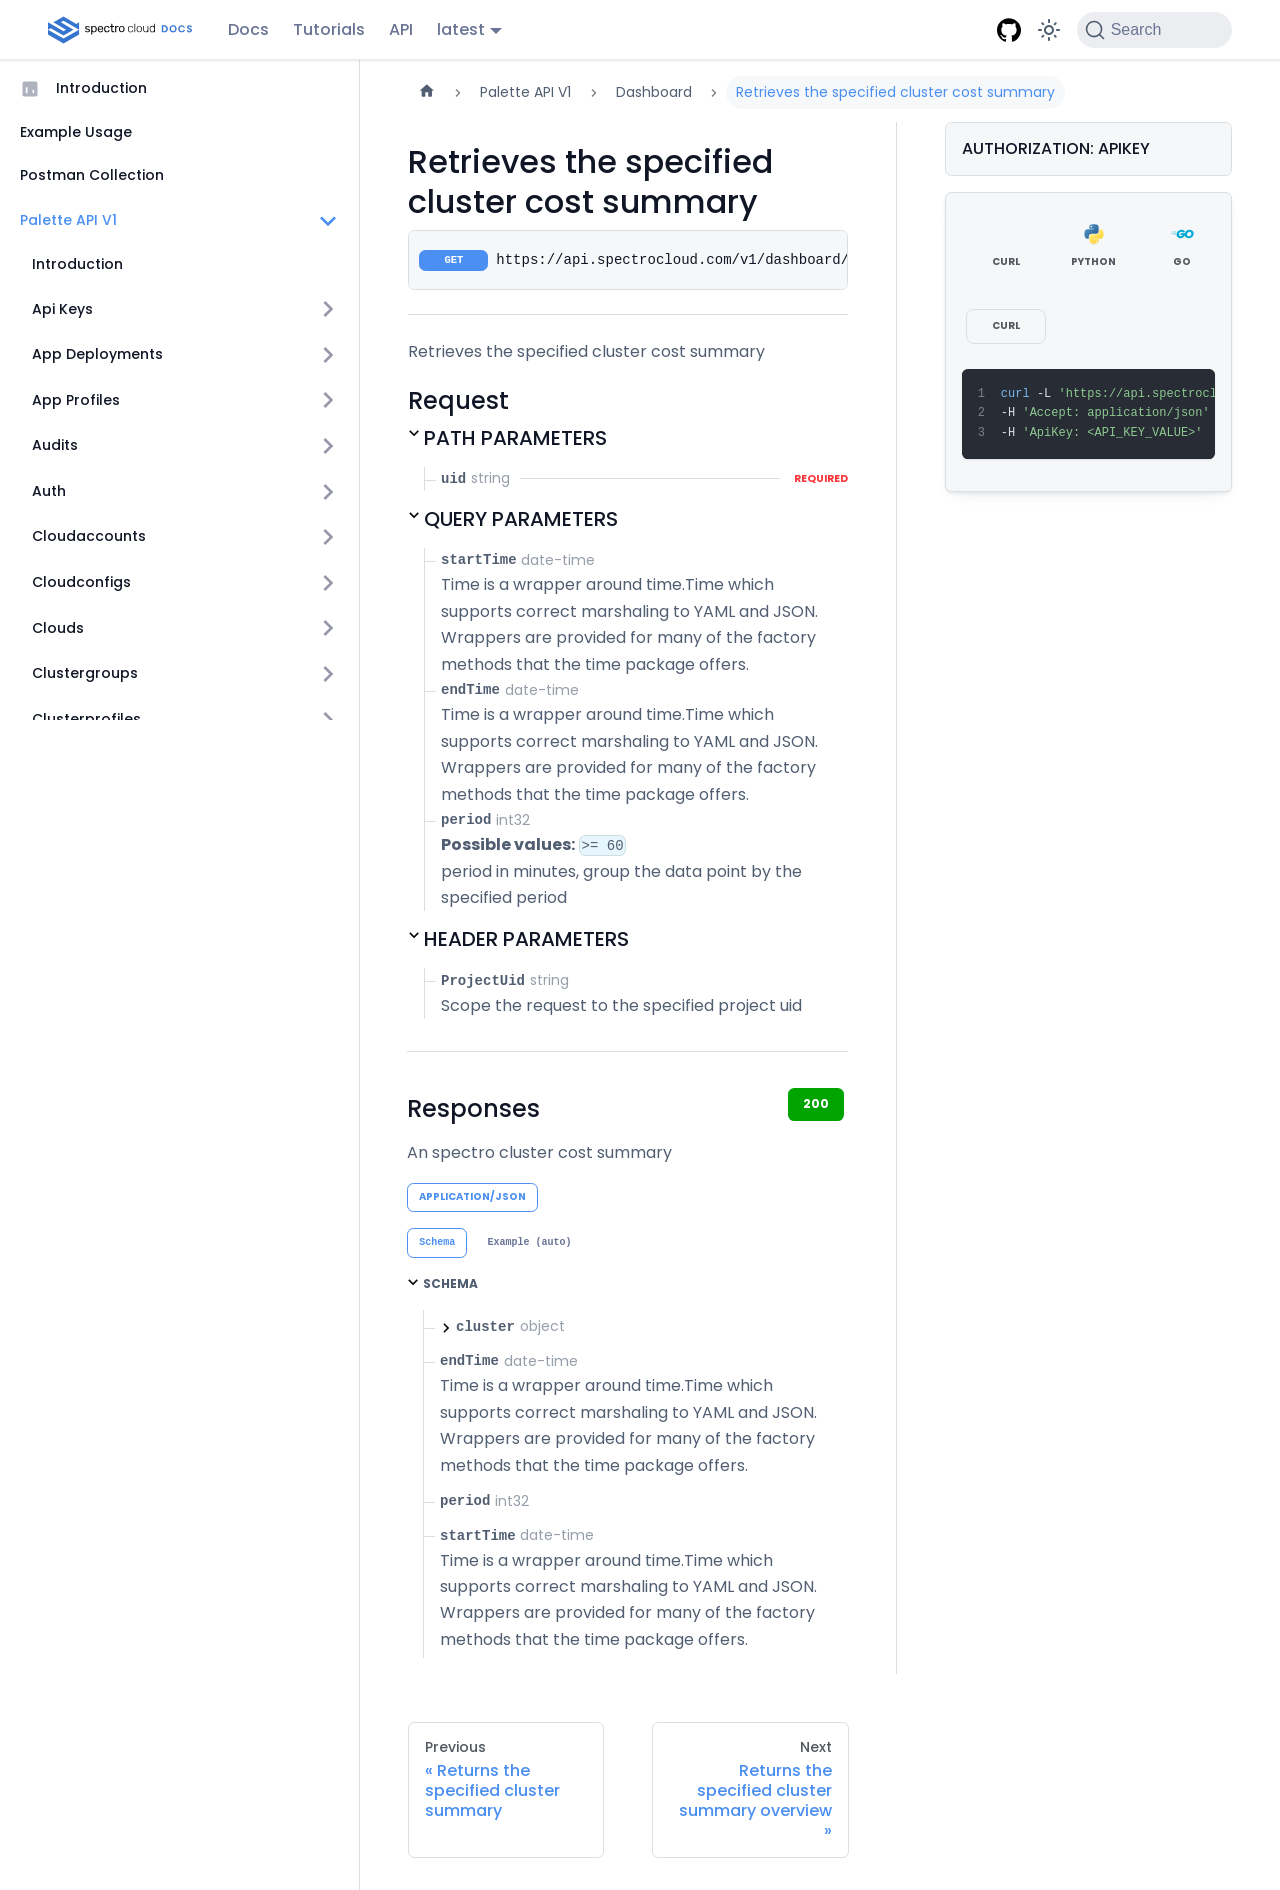 spectro cloud DOCS
Docs
Tutorials
API
latest
Search
Introduction
Example Usage
Postman Collection
Palette API V1
Introduction
Api Keys
App Deployments
App Profiles
Audits
Auth
Cloudaccounts
Cloudconfigs
Clouds
Clustergroups
Clusterprofiles
Palette API V1
Dashboard
Retrieves the specified cluster cost summary
Retrieves the specified
cluster cost summary
GET https://api.spectrocloud.com/v1/dashboard/
Retrieves the specified cluster cost summary
Request
PATH PARAMETERS
uid string REQUIRED
QUERY PARAMETERS
startTime date-time
Time is a wrapper around time.Time which
supports correct marshaling to YAML and JSON.
Wrappers are provided for many of the factory
methods that the time package offers.
endTime date-time
Time is a wrapper around time.Time which
supports correct marshaling to YAML and JSON.
Wrappers are provided for many of the factory
methods that the time package offers.
period int32
Possible values: >= 60
period in minutes, group the data point by the
specified period
HEADER PARAMETERS
ProjectUid string
Scope the request to the specified project uid
Responses
200
An spectro cluster cost summary
APPLICATION/JSON
Schema
Example (auto)
SCHEMA
cluster object
endTime date-time
Time is a wrapper around time.Time which
supports correct marshaling to YAML and JSON.
Wrappers are provided for many of the factory
methods that the time package offers.
period int32
startTime date-time
Time is a wrapper around time.Time which
supports correct marshaling to YAML and JSON.
Wrappers are provided for many of the factory
methods that the time package offers.
Previous
« Returns the
specified cluster
summary
Next
Returns the
specified cluster
summary overview
»
AUTHORIZATION: APIKEY
GO
CURL
PYTHON
GO
CURL
1 curl -L 'https://api.spectrocl
2 -H 'Accept: application/json'
3 -H 'ApiKey: <API_KEY_VALUE>'